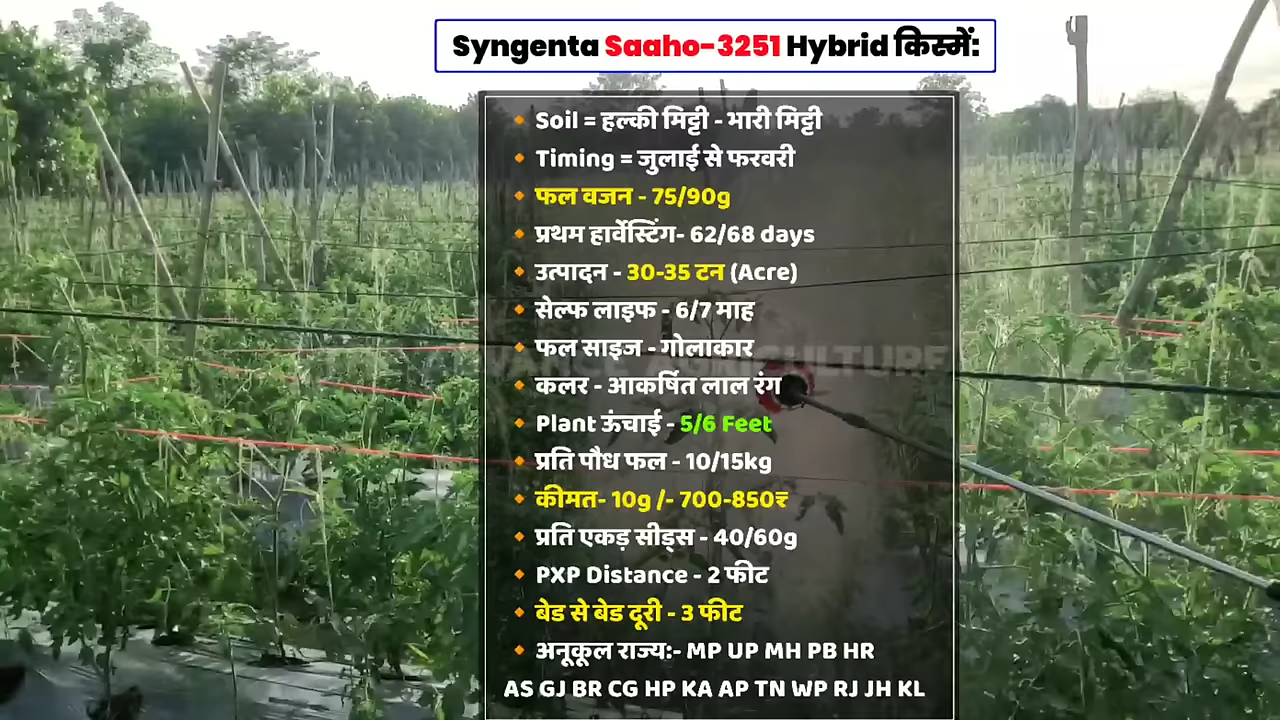 Syngenta Saaho-3251 Hybrid किस्में:
Soil = हल्की मिट्टी - भारी मिट्टी
Timing = जुलाई से फरवरी
फल वजन - 75/90g
प्रथम हार्वेस्टिंग- 62/68 days
उत्पादन - 30-35 टन (Acre)
सेल्फ लाइफ - 6/7 माह
फल साइज - गोलाकार
AGRICULTURE
कलर - आकर्षित लाल रंग
Plant ऊंचाई - 5/6 Feet
प्रति पौध फल - 10/15kg
कीमत- 10g /- 700-850₹
प्रति एकड़ सीड्स - 40/60g
PXP Distance - 2 फीट
बेड से बेड दूरी - 3 फीट
अनूकूल राज्य:- MP UP MH PB HR
AS GJ BR CG HP KA AP TN WP RJ JH KL